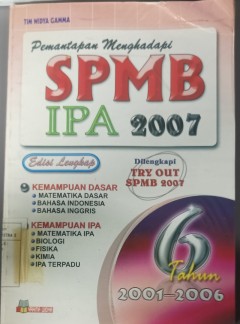 TIM WIDYA GAMMA
Pemantapan Menghadapi
SPMB
IPA 2007
Edisi Lengkap
Dilengkapi
TRY OUT
SPMB 2007
KEMAMPUAN DASAR
• MATEMATIKA DASAR
• BAHASA INDONESIA
• BAHASA INGGRIS
KEMAMPUAN IPA
• MATEMATIKA IPA
• BIOLOGI
• FISIKA
• KIMIA
• IPA TERPADU
6
Tahun
2001-2006